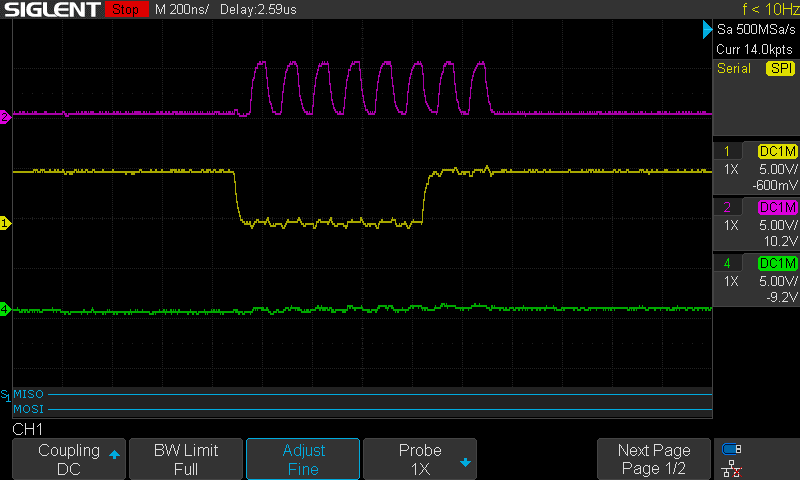 SIGLENT Stop M 200ns/ Delay:2.59us f < 10Hz
Sa 500MSa/s
Curr 14.0kpts
Serial SPI
2
1 DC1M
1X 5.00V/
-600mV
2 DC1M
1X 5.00V/
10.2V
1
4 DC1M
1X 5.00V/
-9.2V
4
S1 MISO
MOSI
CH1
Coupling
DC
BW Limit
Full
Adjust
Fine
Probe
1X
Next Page
Page 1/2